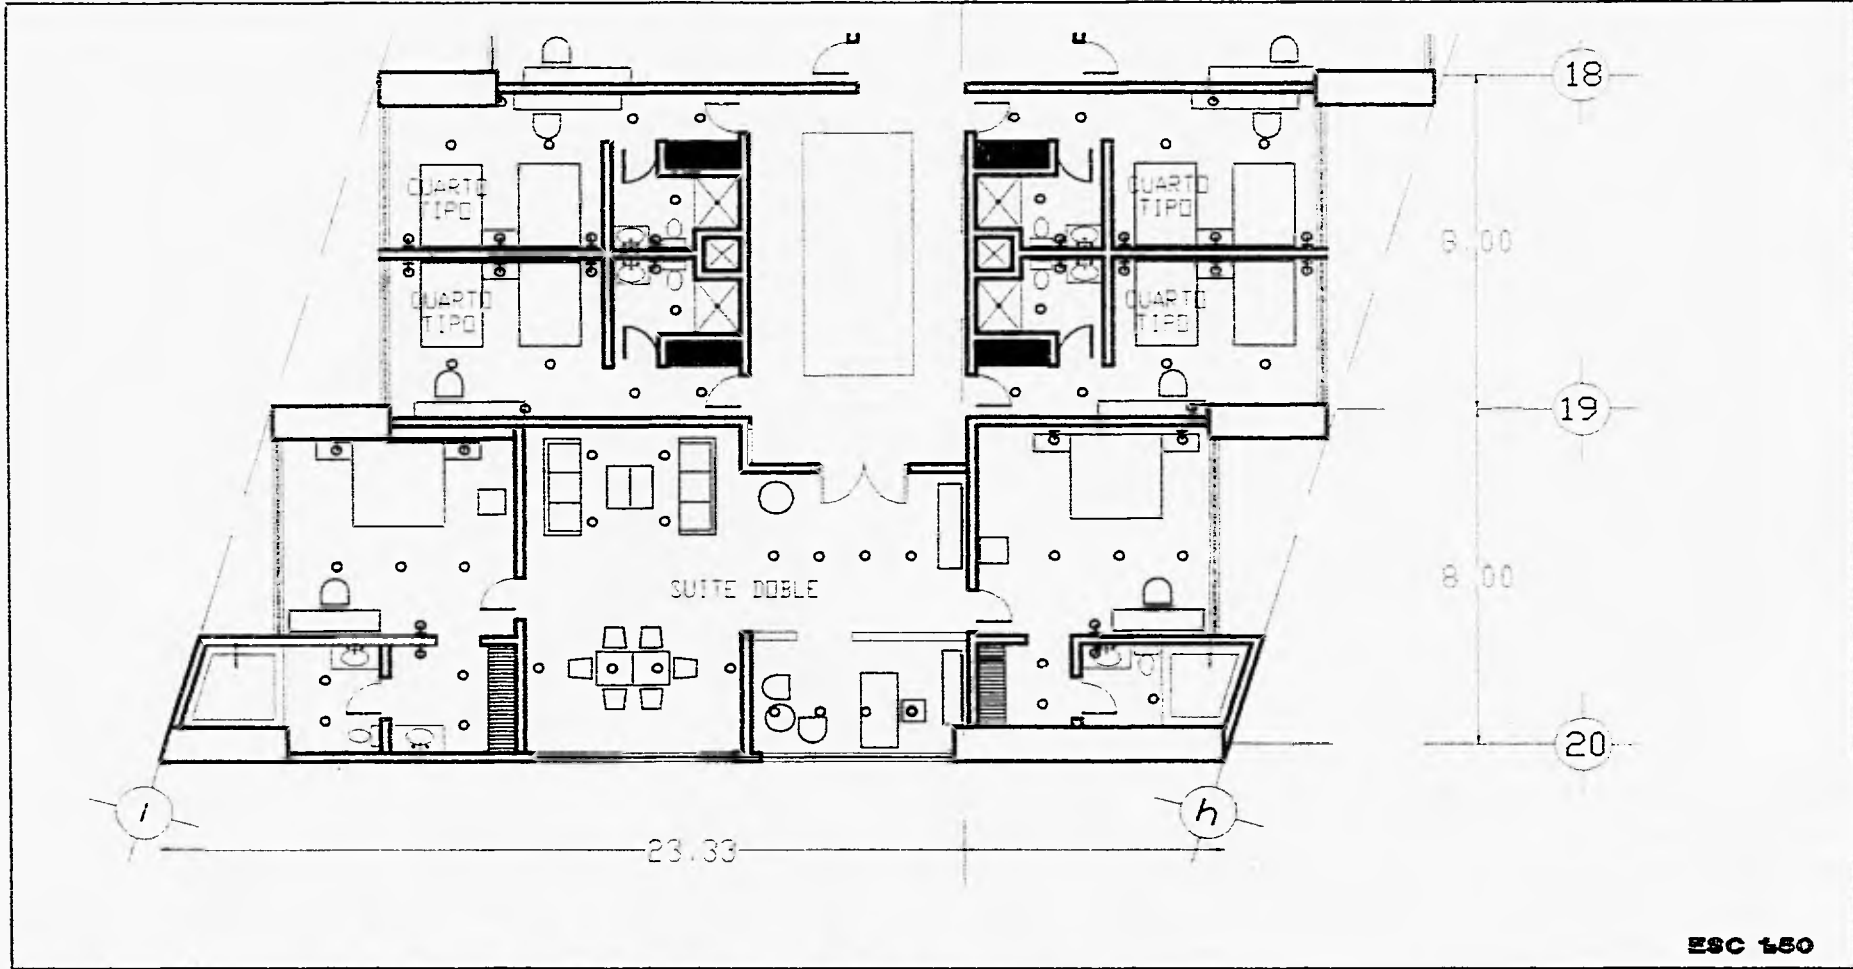 18
CUARTO
TIPO
CUARTO
TIPO
8.00
CUARTO
TIPO
CUARTO
TIPO
19
8.00
SUITE DOBLE
20
i
h
23.33
ESC 1:50